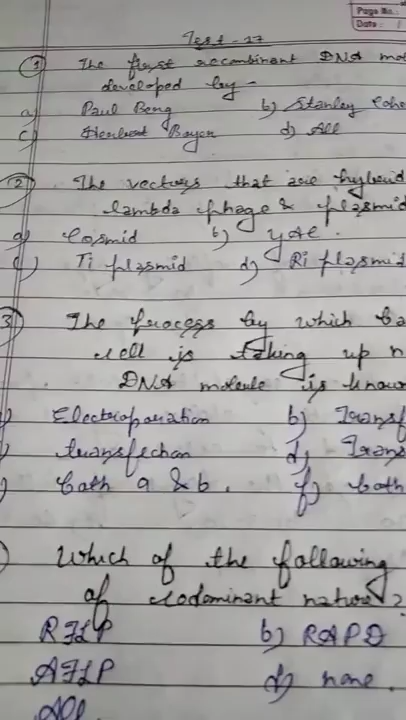 Page No.:
Date:
Test - 17
① The first recombinant DNA mol
developed by -
a) Paul Beng b) Stanley Cohe
c) Herbert Boyer d) All
② The vectors that are hybrid
lambda phage & plasmid
a) Cosmid b) YAC.
c) Ti plasmid d) Ri plasmid
3) The process by which ba
cell is taking up n
DNA molecule is know
Electroporation b) Transf
transfection d) Trans
both a & b. f) both
Which of the following
of codominant nature?
RFLP b) RAPD
AFLP d) none.
All